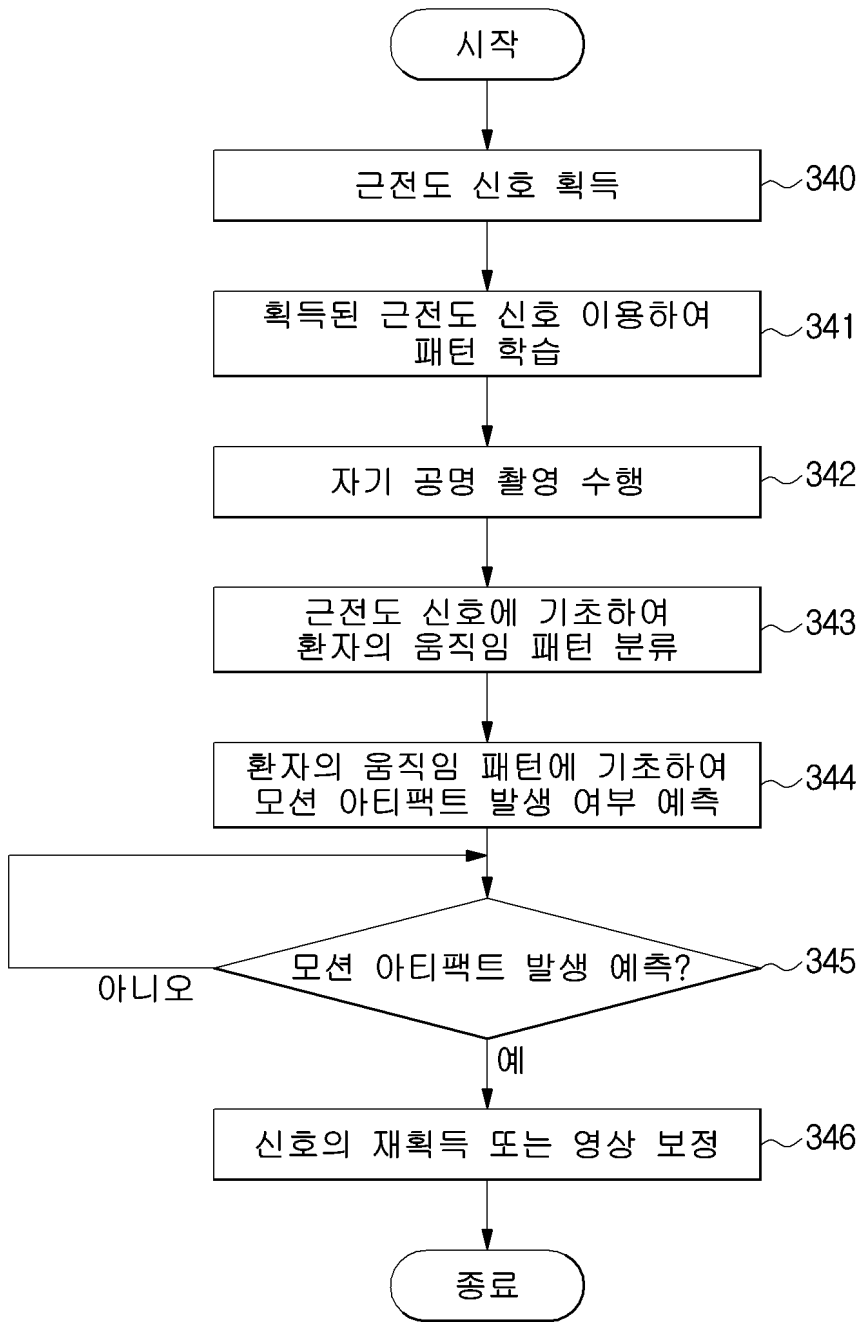 시작
근전도 신호 획득
340
획득된 근전도 신호 이용하여
패턴 학습
341
자기 공명 촬영 수행
342
근전도 신호에 기초하여
환자의 움직임 패턴 분류
343
환자의 움직임 패턴에 기초하여
모션 아티팩트 발생 여부 예측
344
모션 아티팩트 발생 예측?
345
아니오
예
신호의 재획득 또는 영상 보정
346
종료